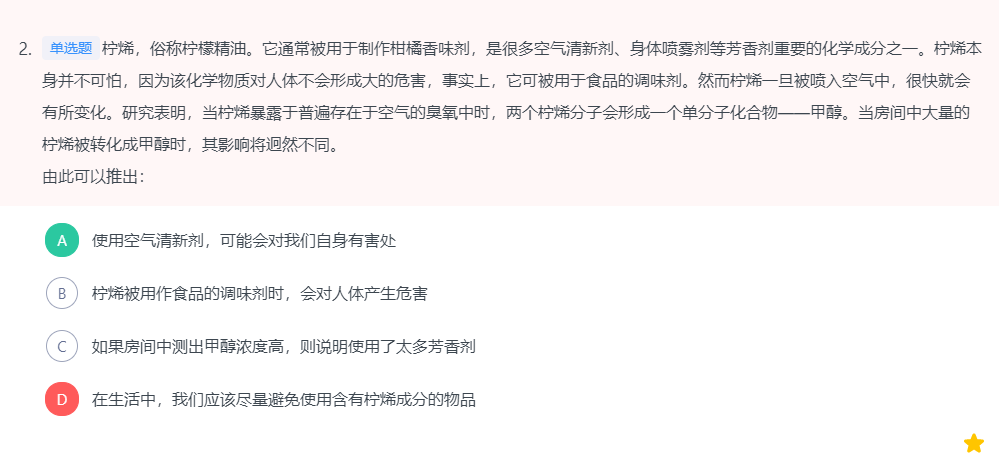 2. 单选题 柠烯，俗称柠檬精油。它通常被用于制作柑橘香味剂，是很多空气清新剂、身体喷雾剂等芳香剂重要的化学成分之一。柠烯本
身并不可怕，因为该化学物质对人体不会形成大的危害，事实上，它可被用于食品的调味剂。然而柠烯一旦被喷入空气中，很快就会
有所变化。研究表明，当柠烯暴露于普遍存在于空气的臭氧中时，两个柠烯分子会形成一个单分子化合物——甲醇。当房间中大量的
柠烯被转化成甲醇时，其影响将迥然不同。
由此可以推出：
A 使用空气清新剂，可能会对我们自身有害处
B 柠烯被用作食品的调味剂时，会对人体产生危害
C 如果房间中测出甲醇浓度高，则说明使用了太多芳香剂
D 在生活中，我们应该尽量避免使用含有柠烯成分的物品